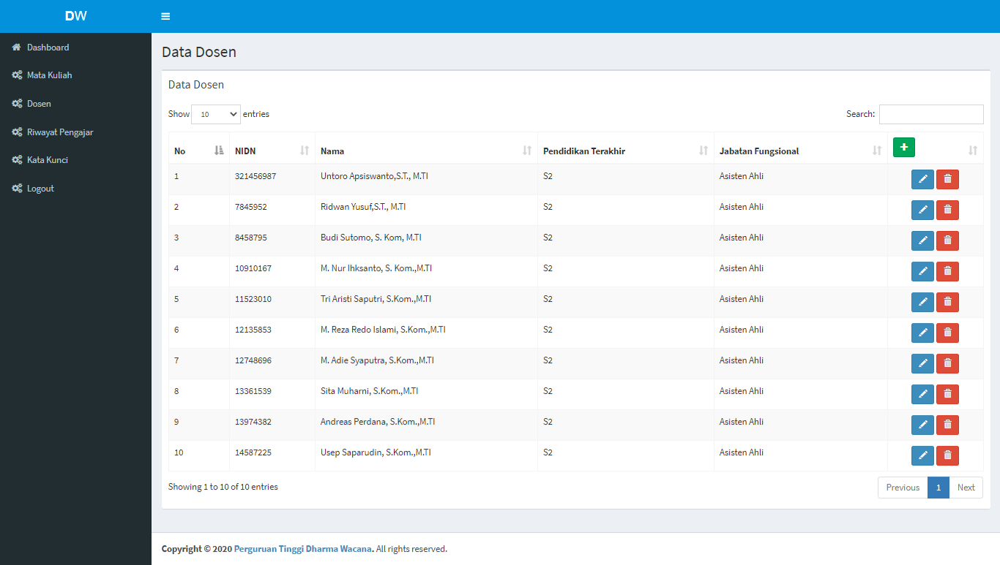 DW
Dashboard
Mata Kuliah
Dosen
Riwayat Pengajar
Kata Kunci
Logout
Data Dosen
Data Dosen
Show 10 entries
Search:
No NIDN Nama Pendidikan Terakhir Jabatan Fungsional
1 321456987 Untoro Apsiswanto,S.T., M.TI S2 Asisten Ahli
2 7845952 Ridwan Yusuf,S.T., M.TI S2 Asisten Ahli
3 8458795 Budi Sutomo, S. Kom, M.TI S2 Asisten Ahli
4 10910167 M. Nur Ihksanto, S. Kom.,M.TI S2 Asisten Ahli
5 11523010 Tri Aristi Saputri, S.Kom.,M.TI S2 Asisten Ahli
6 12135853 M. Reza Redo Islami, S.Kom.,M.TI S2 Asisten Ahli
7 12748696 M. Adie Syaputra, S.Kom.,M.TI S2 Asisten Ahli
8 13361539 Sita Muharni, S.Kom.,M.TI S2 Asisten Ahli
9 13974382 Andreas Perdana, S.Kom.,M.TI S2 Asisten Ahli
10 14587225 Usep Saparudin, S.Kom.,M.TI S2 Asisten Ahli
Showing 1 to 10 of 10 entries
Previous 1 Next
Copyright © 2020 Perguruan Tinggi Dharma Wacana. All rights reserved.